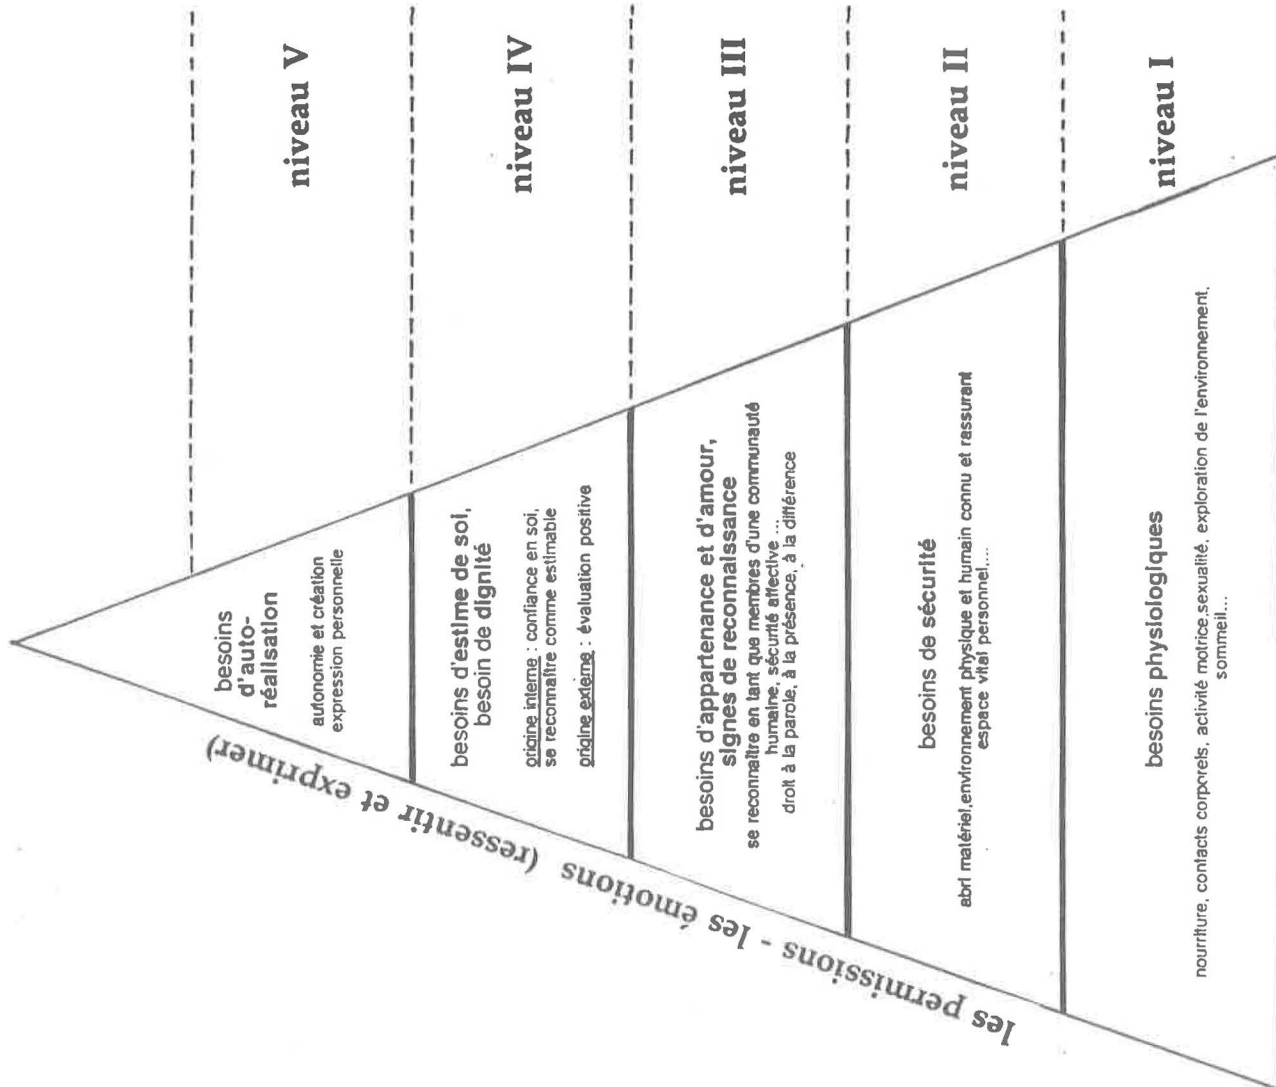 niveau V
besoins
d'auto-
réalisation
autonomie et création
expression personnelle
niveau IV
besoins d'estime de soi,
besoin de dignité
origine interne : confiance en soi,
se reconnaître comme estimable
origine externe : évaluation positive
niveau III
besoins d'appartenance et d'amour,
signes de reconnaissance
se reconnaître en tant que membres d'une communauté
humaine, sécurité affective ...
droit à la parole, à la présence, à la différence
niveau II
besoins de sécurité
abri matériel,environnement physique et humain connu et rassurant
espace vital personnel,...
niveau I
besoins physiologiques
nourriture, contacts corporels, activité motrice,sexualité, exploration de l'environnement,
sommeil...
les permissions - les émotions (ressentir et exprimer)